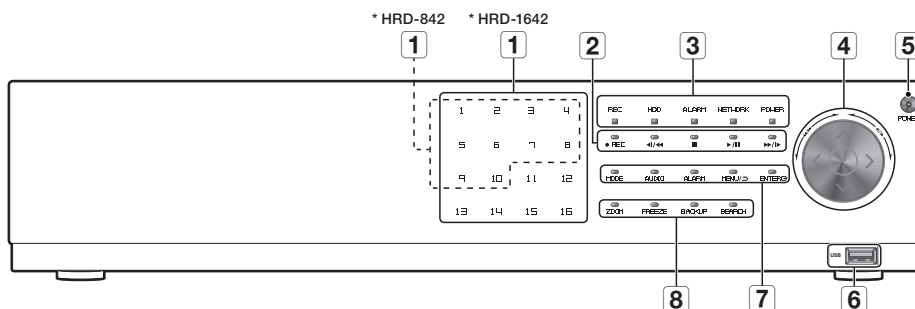 * HRD-842 * HRD-1642
1 1 2 3 4 5
REC HDD ALARM NETWORK POWER
1 2 3 4
● REC
5 6 7 8
MODE AUDIO ALARM MENU/ ENTER
9 10 11 12
ZOOM FREEZE BACKUP SEARCH
13 14 15 16
USB
8 7 6